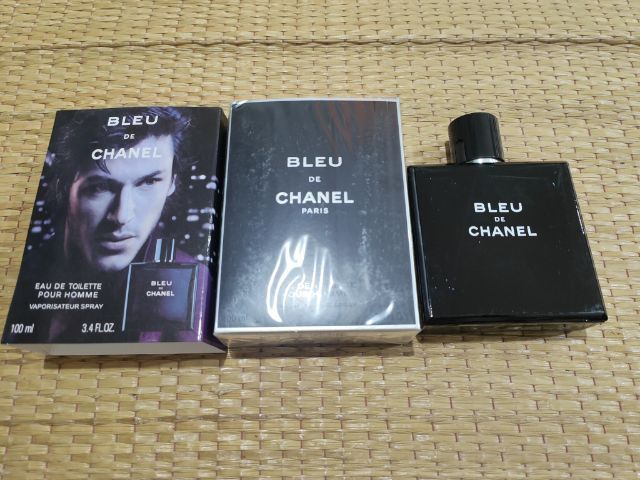 BLEU
DE
CHANEL
EAU DE TOILETTE
POUR HOMME
VAPORISATEUR SPRAY
100 ml 3.4 FL.OZ.
BLEU
DE
CHANEL
BLEU
DE
CHANEL
PARIS
BLEU
DE
CHANEL